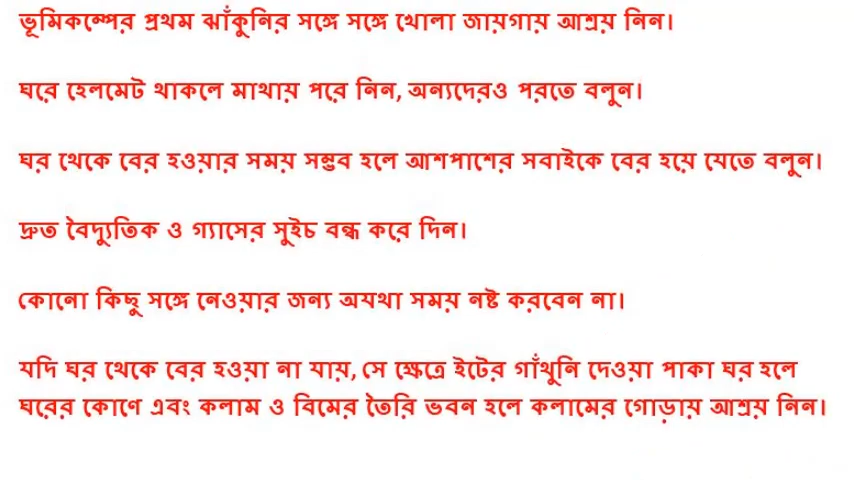 ভূমিকম্পের প্রথম ঝাঁকুনির সঙ্গে সঙ্গে খোলা জায়গায় আশ্রয় নিন।
ঘরে হেলমেট থাকলে মাথায় পরে নিন, অন্যদেরও পরতে বলুন।
ঘর থেকে বের হওয়ার সময় সম্ভব হলে আশপাশের সবাইকে বের হয়ে যেতে বলুন।
দ্রুত বৈদ্যুতিক ও গ্যাসের সুইচ বন্ধ করে দিন।
কোনো কিছু সঙ্গে নেওয়ার জন্য অযথা সময় নষ্ট করবেন না।
যদি ঘর থেকে বের হওয়া না যায়, সে ক্ষেত্রে ইটের গাঁথুনি দেওয়া পাকা ঘর হলে
ঘরের কোণে এবং কলাম ও বিমের তৈরি ভবন হলে কলামের গোড়ায় আশ্রয় নিন।